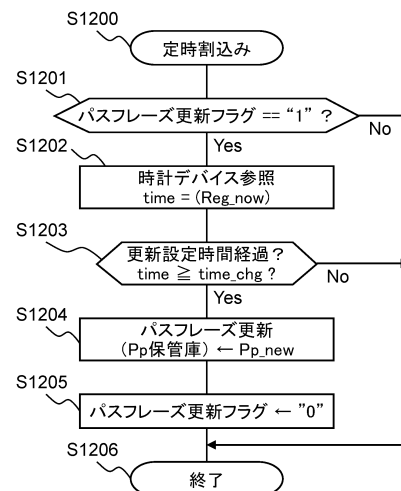 S1200
定時割込み
S1201
パスフレーズ更新フラグ == “1” ?
No
Yes
S1202
時計デバイス参照
time = (Reg_now)
S1203
更新設定時間経過？
time ≧ time_chg ?
No
Yes
S1204
パスフレーズ更新
(Pp保管庫) ← Pp_new
S1205
パスフレーズ更新フラグ ← ”0”
S1206
終了